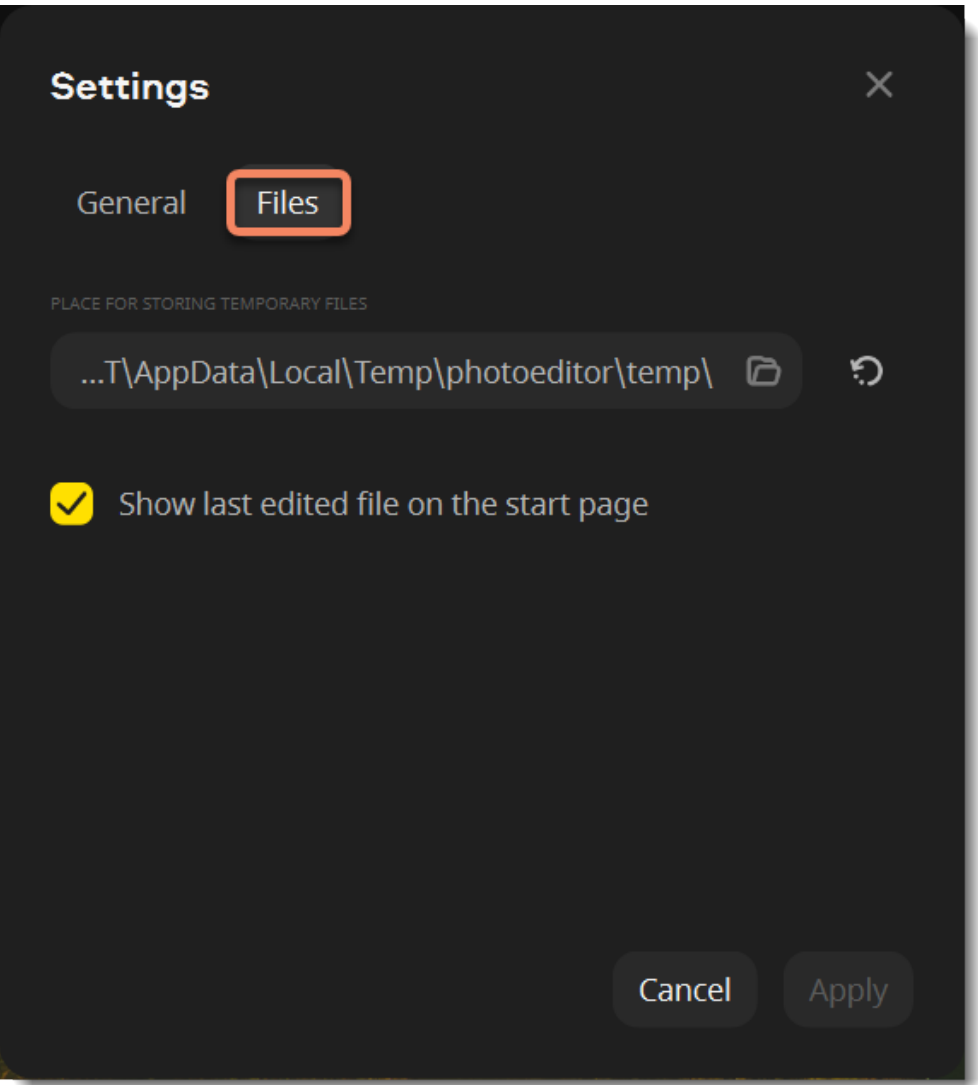 Settings
General Files
PLACE FOR STORING TEMPORARY FILES
...T\AppData\Local\Temp\photoeditor\temp\
Show last edited file on the start page
Cancel Apply